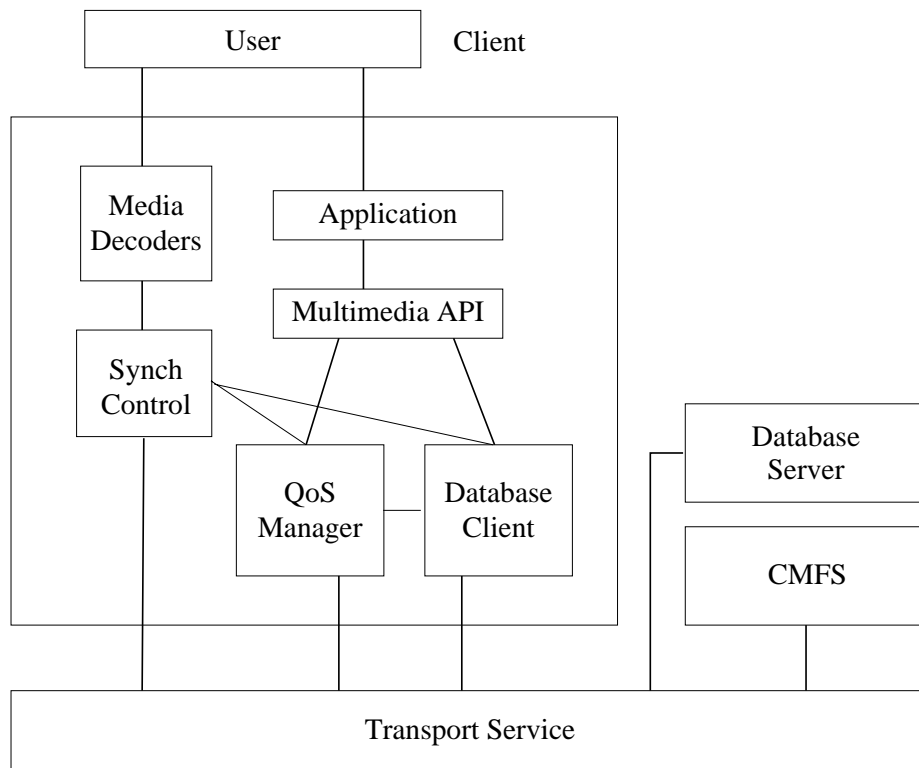 User
Client
Media
Decoders
Application
Multimedia API
Synch
Control
QoS
Manager
Database
Client
Database
Server
CMFS
Transport Service